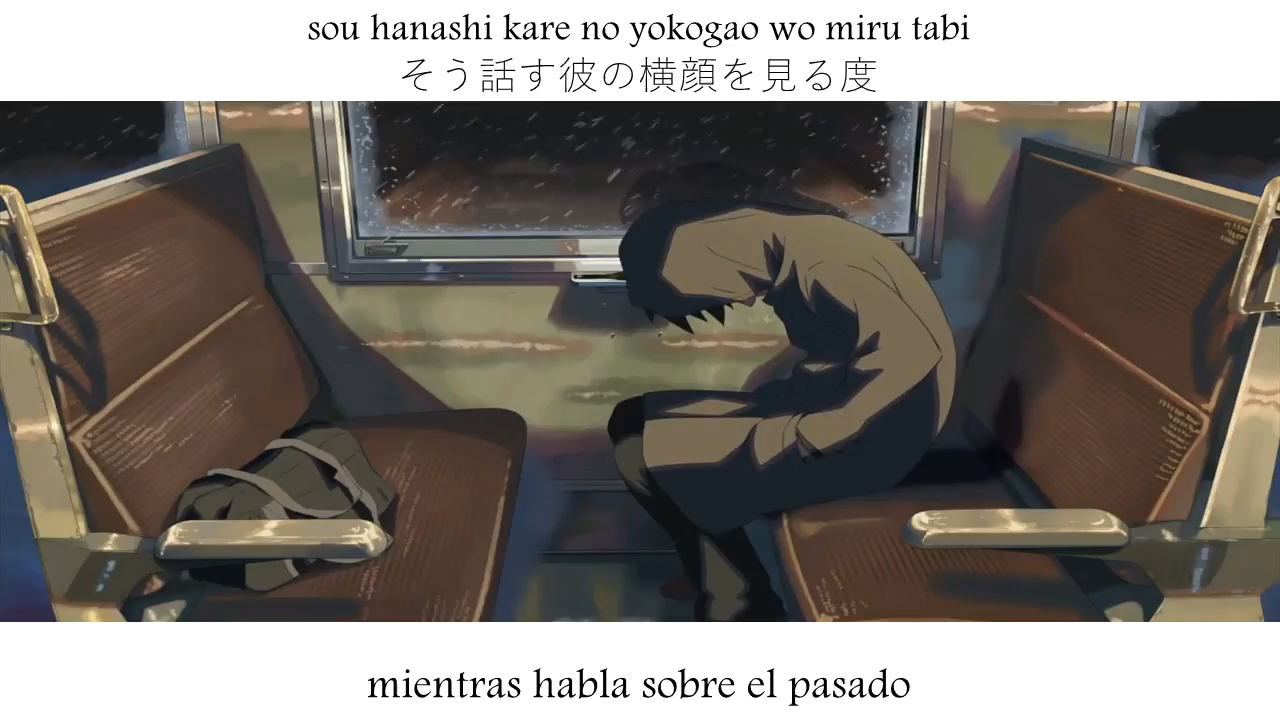 sou hanashi kare no yokogao wo miru tabi
そう話す彼の横顔を見る度
mientras habla sobre el pasado